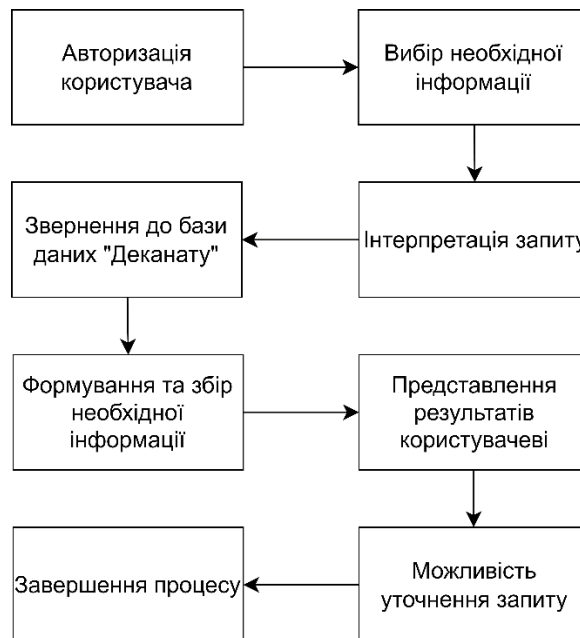 Авторизація
користувача
Вибір необхідної
інформації
Інтерпретація запиту
Звернення до бази
даних "Деканату"
Формування та збір
необхідної
інформації
Представлення
результатів
користувачеві
Можливість
уточнення запиту
Завершення процесу